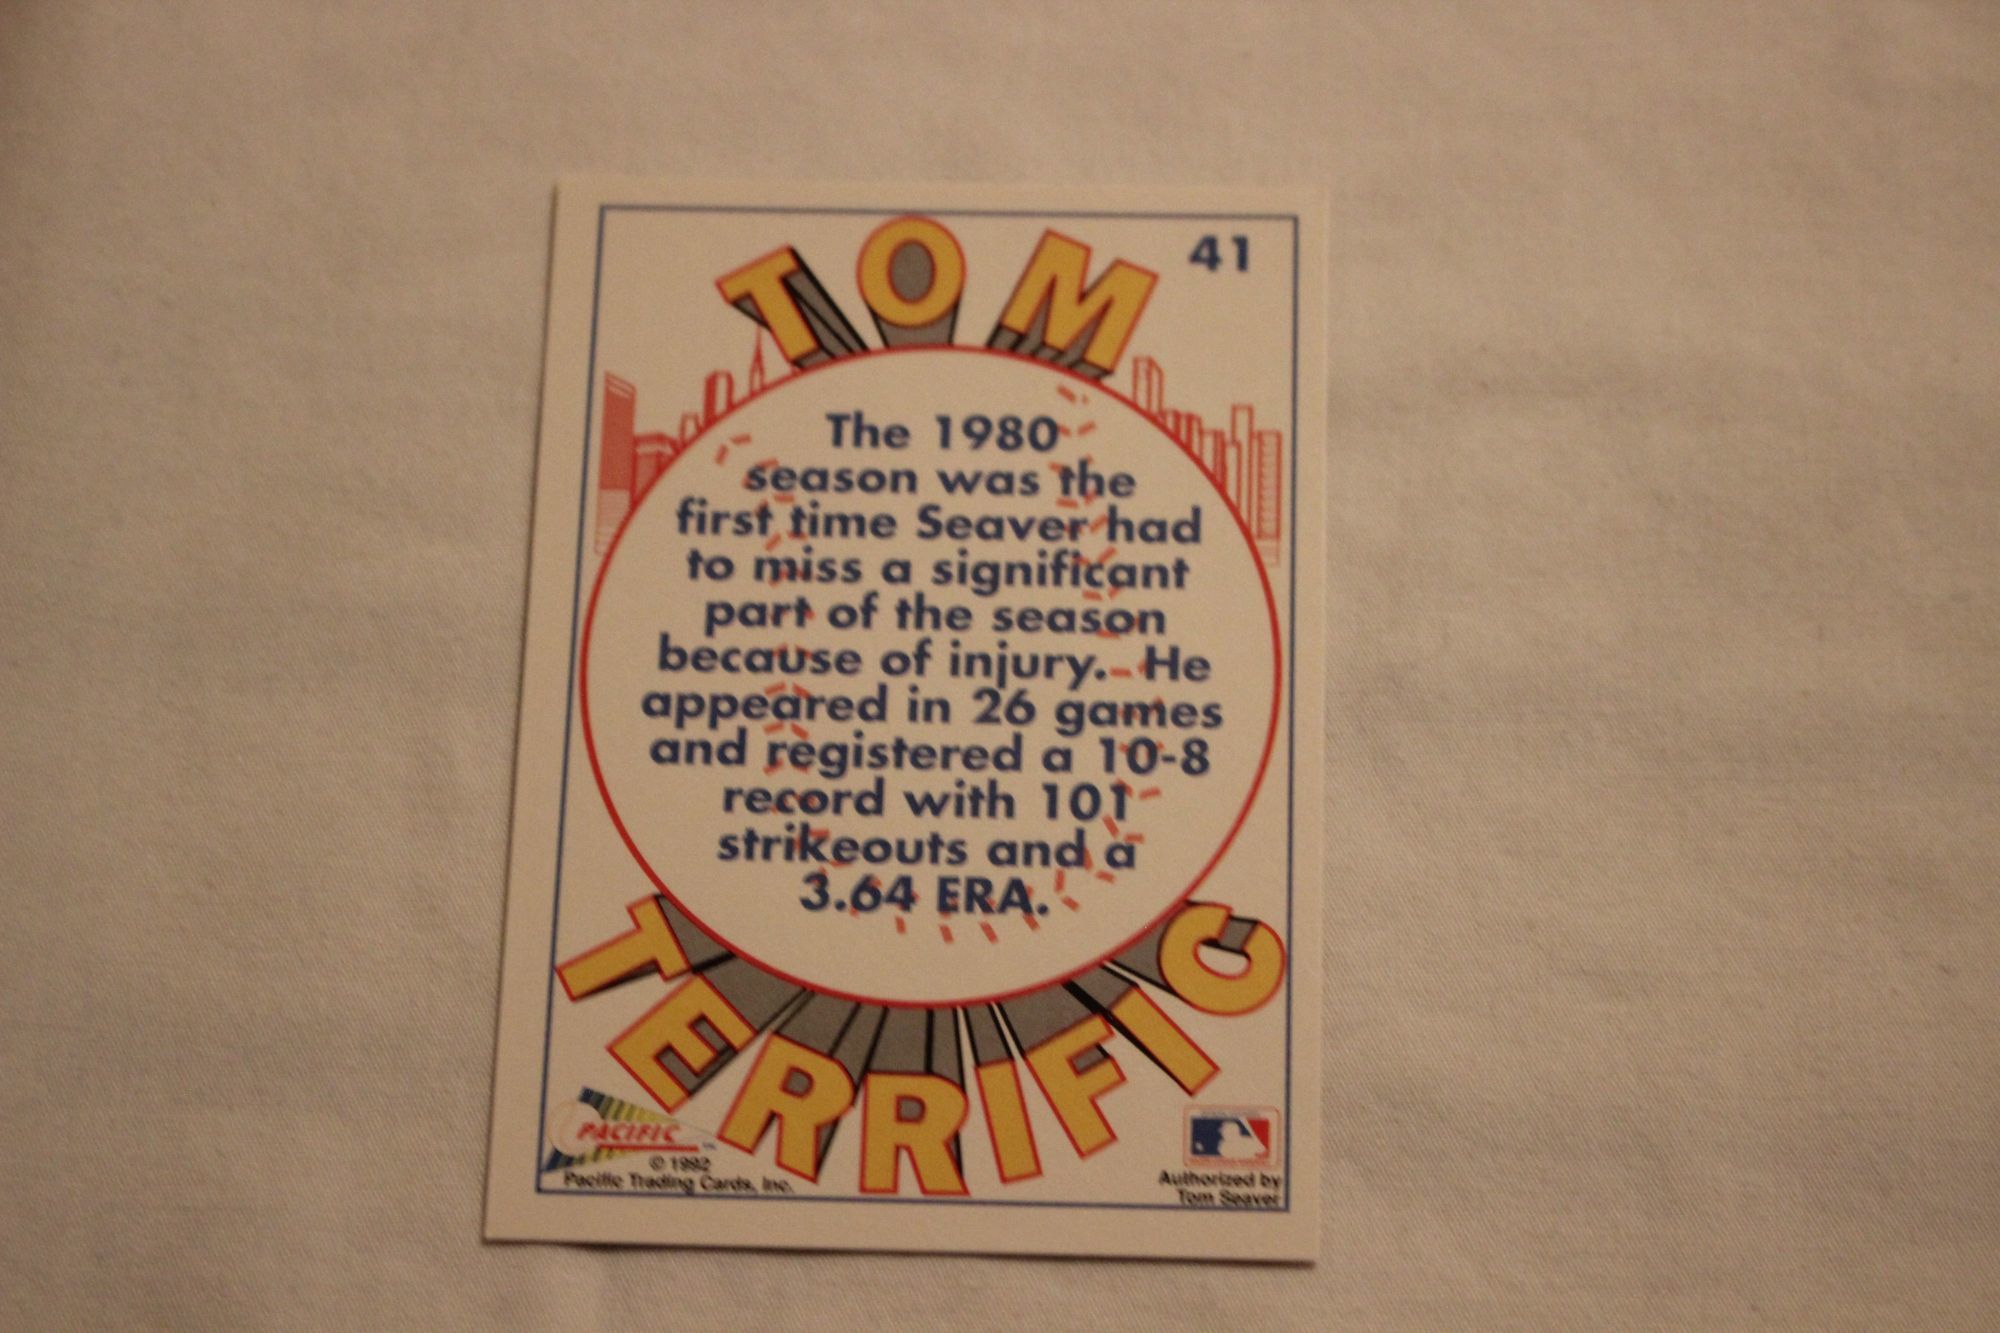 TOM
41
The 1980
season was the
first time Seaver had
to miss a significant
part of the season
because of injury. He
appeared in 26 games
and registered a 10-8
record with 101
strikeouts and a
3.64 ERA.
TERRIFIC
PACIFIC
© 1992
Pacific Trading Cards, Inc.
Authorized by
Tom Seaver